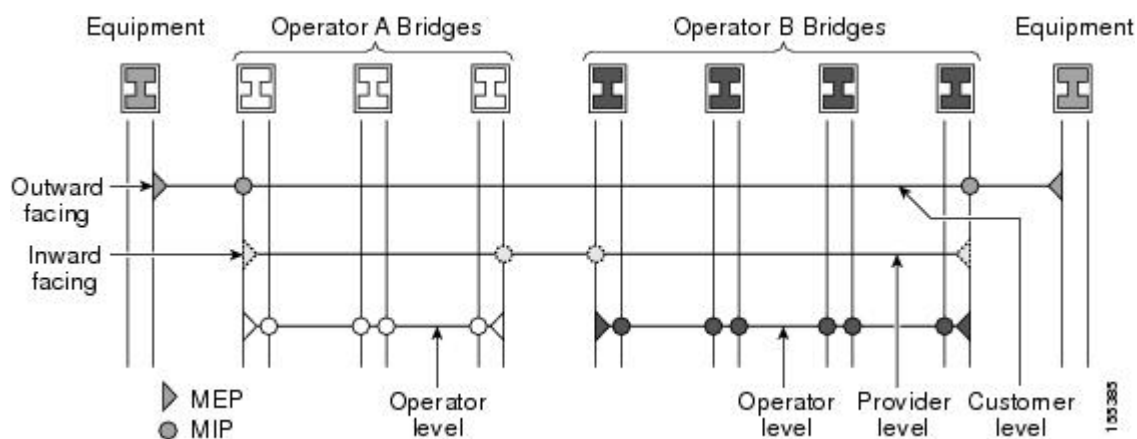 Equipment
Operator A Bridges
Operator B Bridges
Equipment
Outward
facing
Inward
facing
MEP
MIP
Operator
level
Operator
level
Provider
level
Customer
level
155385